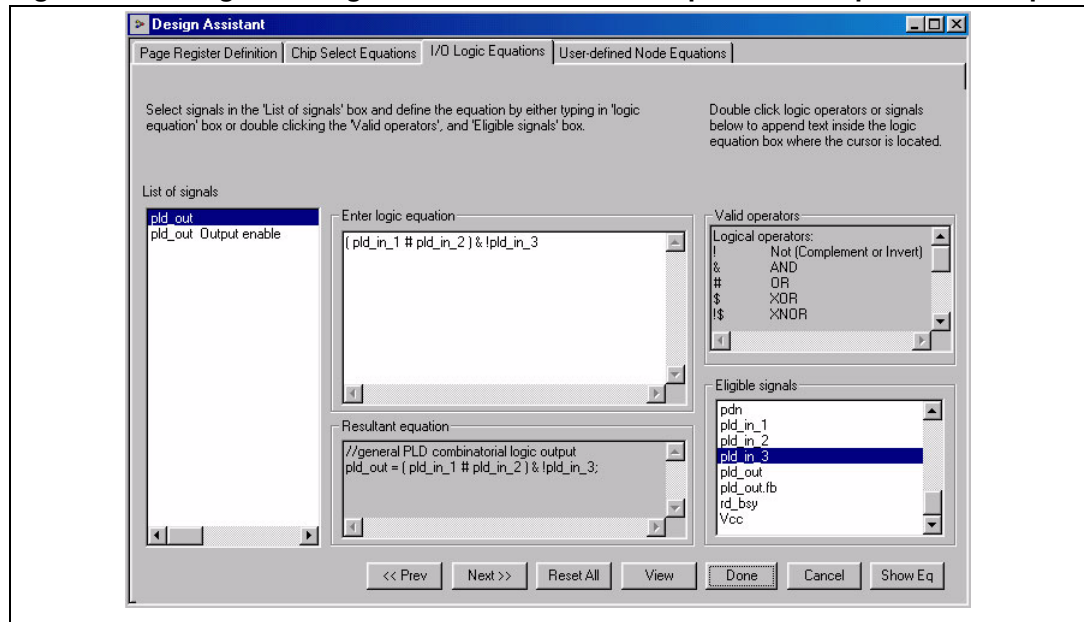 Design Assistant
Page Register Definition
Chip Select Equations
I/O Logic Equations
User-defined Node Equations
Select signals in the 'List of signals' box and define the equation by either typing in 'logic
equation' box or double clicking the 'Valid operators', and 'Eligible signals' box.
Double click logic operators or signals
below to append text inside the logic
equation box where the cursor is located.
List of signals
pld_out
pld_out Output enable
Enter logic equation
( pld_in_1 # pld_in_2 ) & !pld_in_3
Resultant equation
//general PLD combinatorial logic output
pld_out = ( pld_in_1 # pld_in_2 ) & !pld_in_3;
Valid operators
Logical operators:
! Not (Complement or Invert)
& AND
# OR
$ XOR
!$ XNOR
Eligible signals
pdn
pld_in_1
pld_in_2
pld_in_3
pld_out
pld_out.fb
rd_bsy
Vcc
<< Prev
Next >>
Reset All
View
Done
Cancel
Show Eq